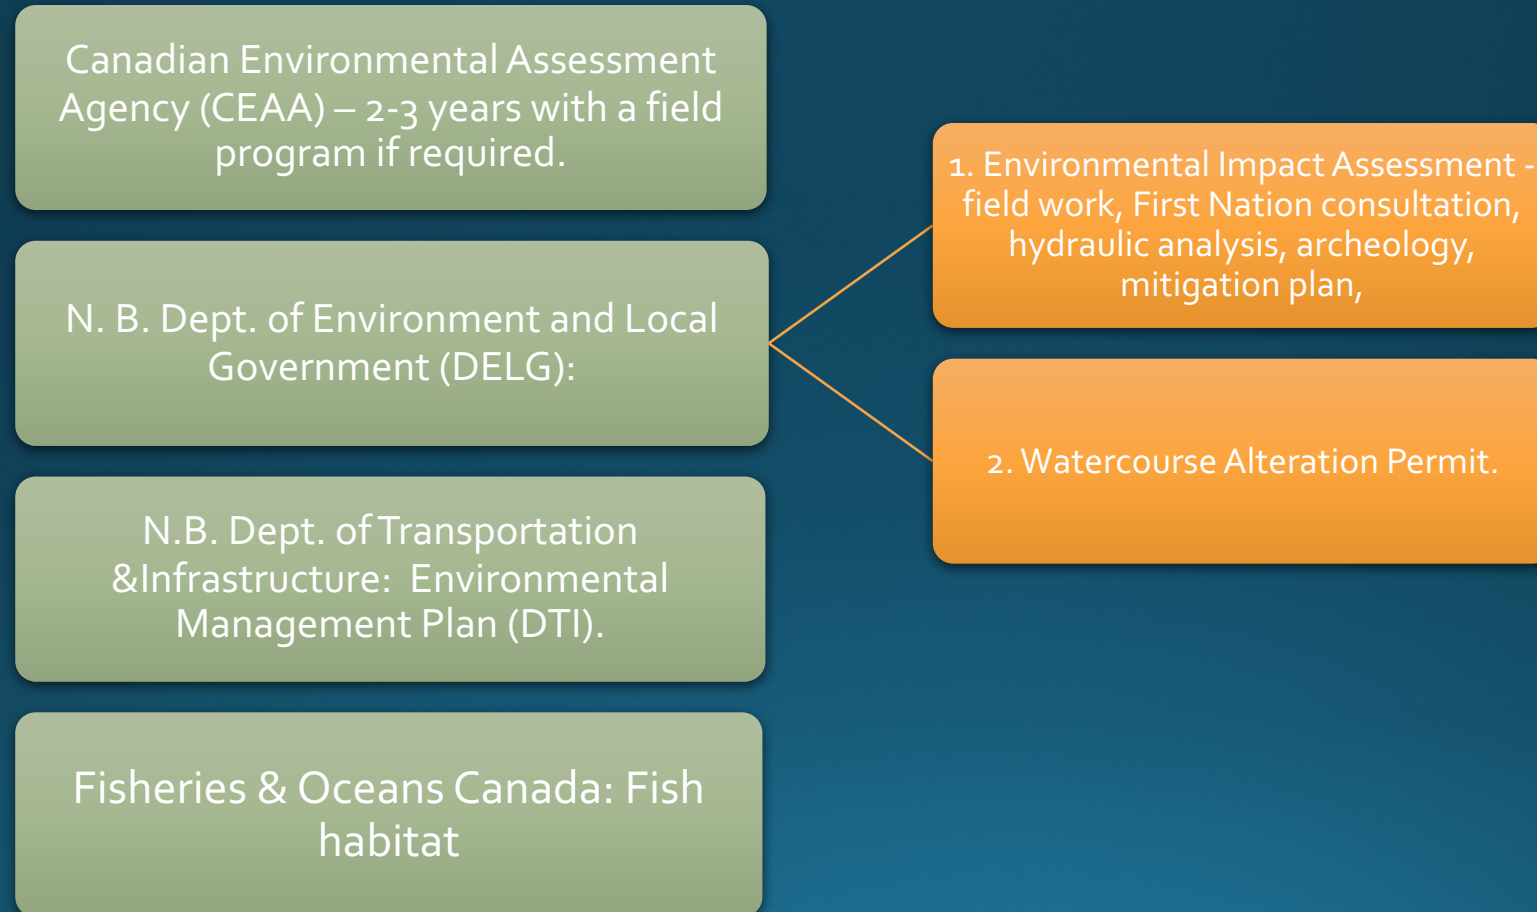 Canadian Environmental Assessment
Agency (CEAA) – 2-3 years with a field
program if required.
N. B. Dept. of Environment and Local
Government (DELG):
1. Environmental Impact Assessment -
field work, First Nation consultation,
hydraulic analysis, archeology,
mitigation plan,
2. Watercourse Alteration Permit.
N.B. Dept. of Transportation
&Infrastructure:  Environmental
Management Plan (DTI).
Fisheries & Oceans Canada: Fish
habitat